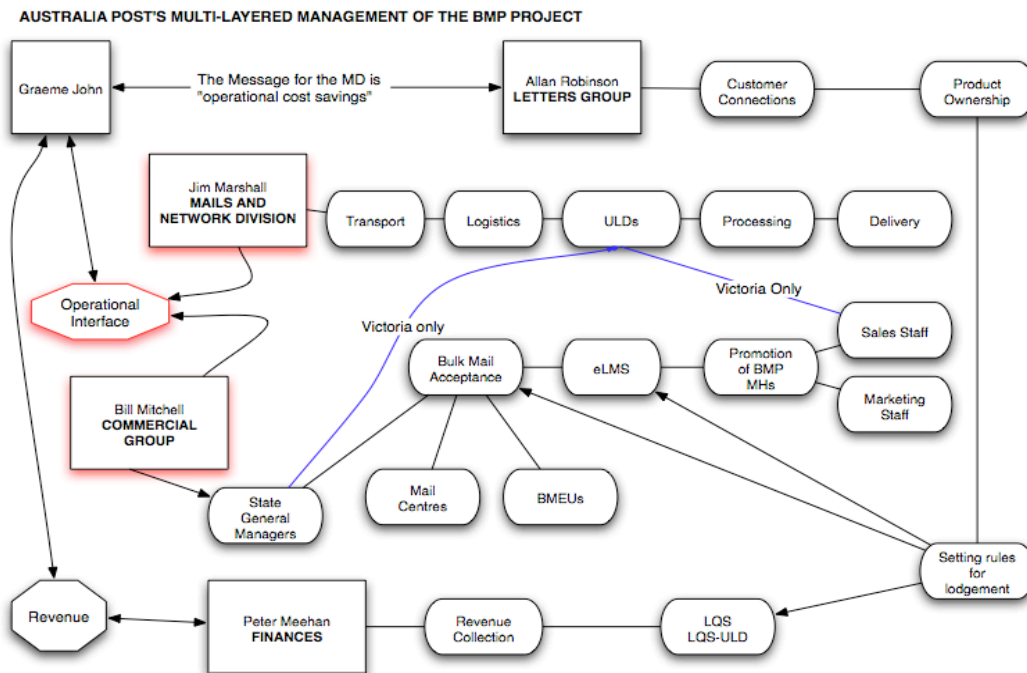 AUSTRALIA POST'S MULTI-LAYERED MANAGEMENT OF THE BMP PROJECT
Graeme John
The Message for the MD is
"operational cost savings"
Allan Robinson
LETTERS GROUP
Customer
Connections
Product
Ownership
Jim Marshall
MAILS AND
NETWORK DIVISION
Transport
Logistics
ULDs
Processing
Delivery
Operational
Interface
Victoria Only
Victoria only
Sales Staff
Bulk Mail
Acceptance
eLMS
Promotion
of BMP
MHs
Marketing
Staff
Bill Mitchell
COMMERCIAL
GROUP
State
General
Managers
Mail
Centres
BMEUs
Setting rules
for
lodgement
Revenue
Peter Meehan
FINANCES
Revenue
Collection
LQS
LQS-ULD